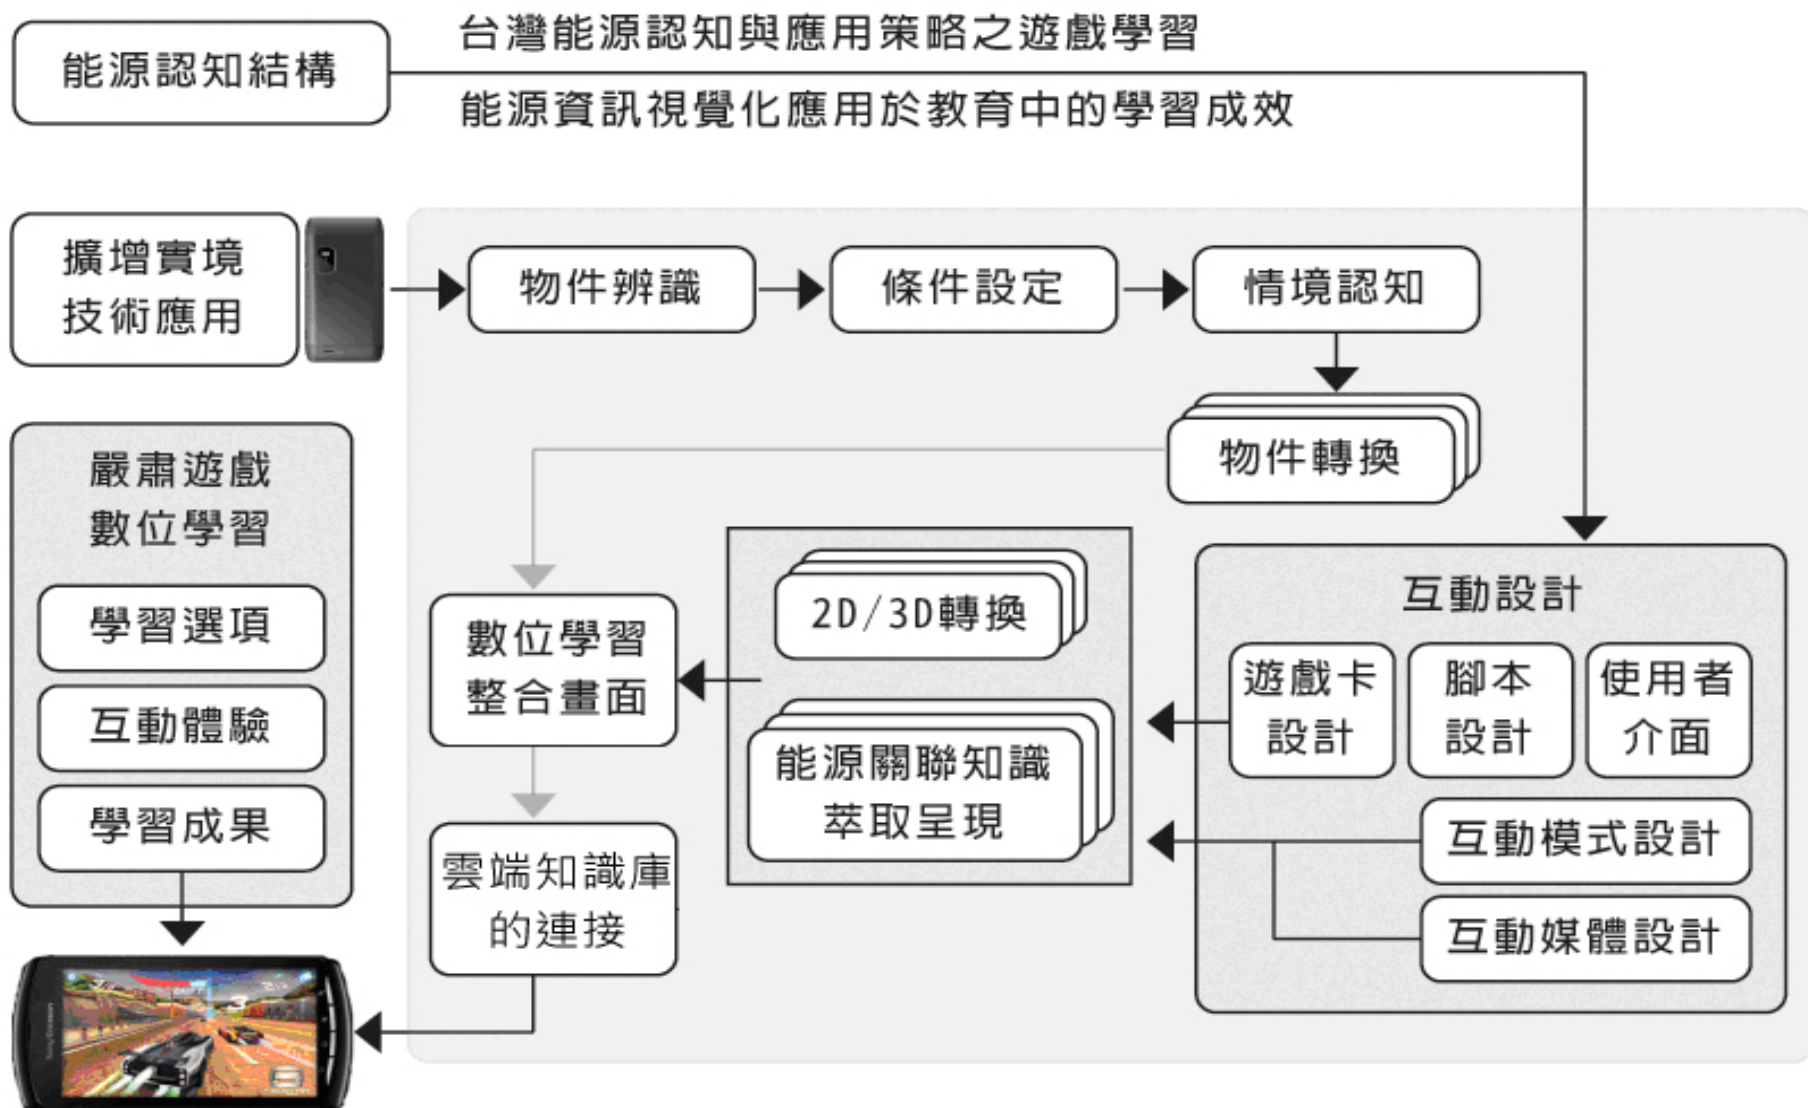 台灣能源認知與應用策略之遊戲學習
能源認知結構
能源資訊視覺化應用於教育中的學習成效
擴增實境
技術應用
物件辨識
條件設定
情境認知
物件轉換
嚴肅遊戲
數位學習
學習選項
互動體驗
學習成果
數位學習
整合畫面
雲端知識庫
的連接
2D/3D轉換
能源關聯知識
萃取呈現
互動設計
遊戲卡
設計
腳本
設計
使用者
介面
互動模式設計
互動媒體設計